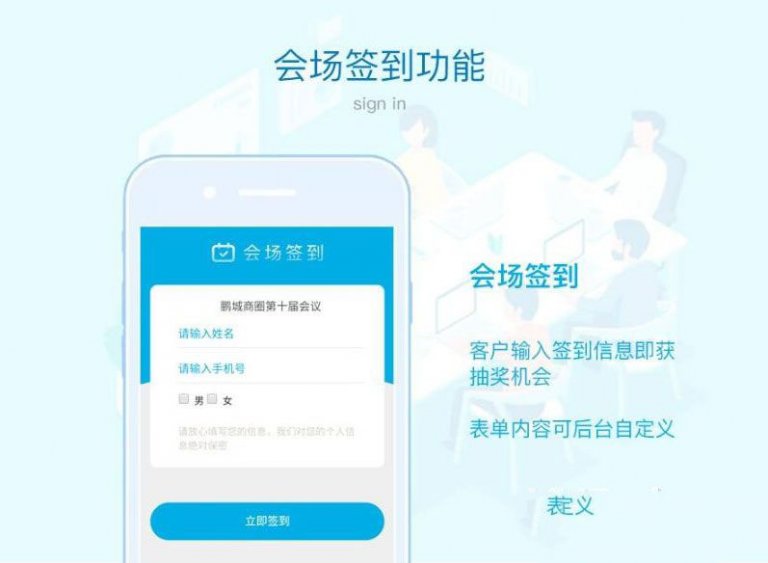 会场签到功能
sign in
会场签到
鹏城商圈第十届会议
请输入姓名
请输入手机号
男 女
请放心填写您的信息，我们对您的个人信
息绝对保密
立即签到
会场签到
客户输入签到信息即获
抽奖机会
表单内容可后台自定义
表定义